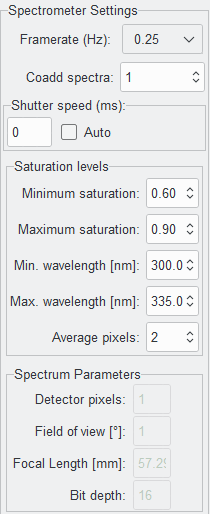 Spectrometer Settings
Framerate (Hz): 0.25
Coadd spectra: 1
Shutter speed (ms):
0 Auto
Saturation levels
Minimum saturation: 0.60
Maximum saturation: 0.90
Min. wavelength [nm]: 300.0
Max. wavelength [nm]: 335.0
Average pixels: 2
Spectrum Parameters
Detector pixels: 1
Field of view [°]: 1
Focal Length [mm]: 57.29
Bit depth: 16